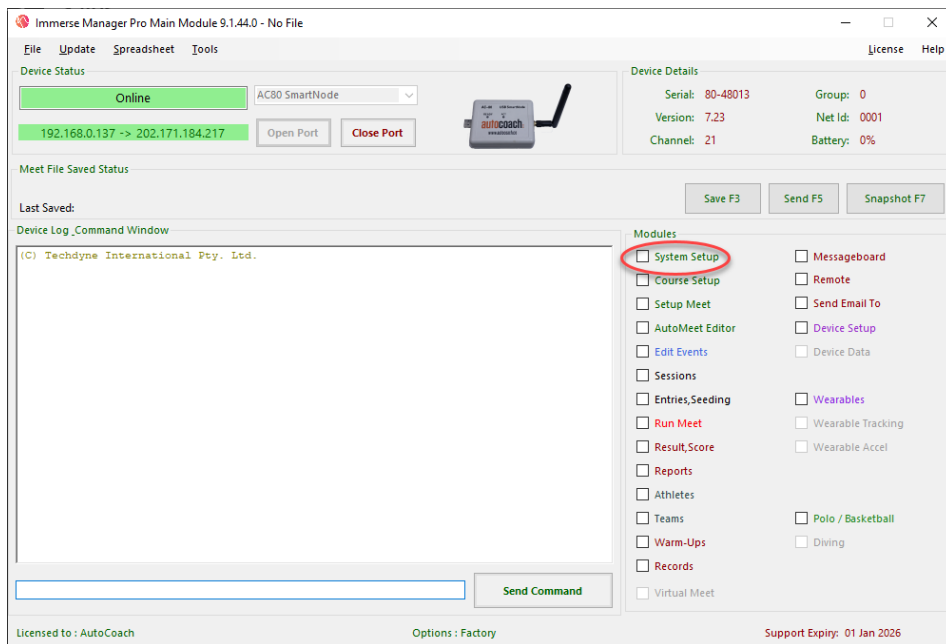 Immerse Manager Pro Main Module 9.1.44.0 - No File
File Update Spreadsheet Tools License Help
Device Status
Online
AC80 SmartNode
192.168.0.137 -> 202.171.184.217
Open Port
Close Port
autocoach
Device Details
Serial: 80-48013 Group: 0
Version: 7.23 Net Id: 0001
Channel: 21 Battery: 0%
Meet File Saved Status
Last Saved:
Save F3 Send F5 Snapshot F7
Device Log _Command Window
(C) Techdyne International Pty. Ltd.
Send Command
Modules
System Setup Messageboard
Course Setup Remote
Setup Meet Send Email To
AutoMeet Editor Device Setup
Edit Events Device Data
Sessions
Entries,Seeding Wearables
Run Meet Wearable Tracking
Result,Score Wearable Accel
Reports
Athletes
Teams Polo / Basketball
Warm-Ups Diving
Records
Virtual Meet
Licensed to : AutoCoach Options : Factory Support Expiry: 01 Jan 2026